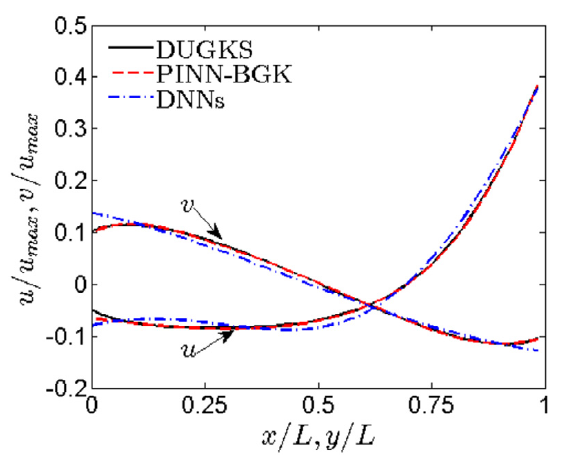 0.5
0.4
0.3
0.2
0.1
0
-0.1
-0.2
u/u_max, v/u_max
DUGKS
PINN-BGK
DNNs
v
u
0 0.25 0.5 0.75 1
x/L, y/L